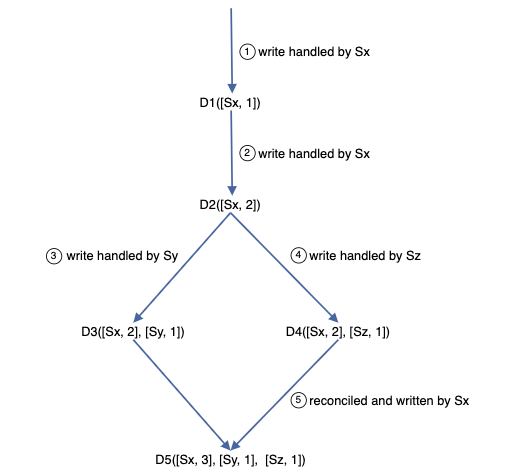 1 write handled by Sx
D1([Sx, 1])
2 write handled by Sx
D2([Sx, 2])
3 write handled by Sy
4 write handled by Sz
D3([Sx, 2], [Sy, 1])
D4([Sx, 2], [Sz, 1])
5 reconciled and written by Sx
D5([Sx, 3], [Sy, 1], [Sz, 1])